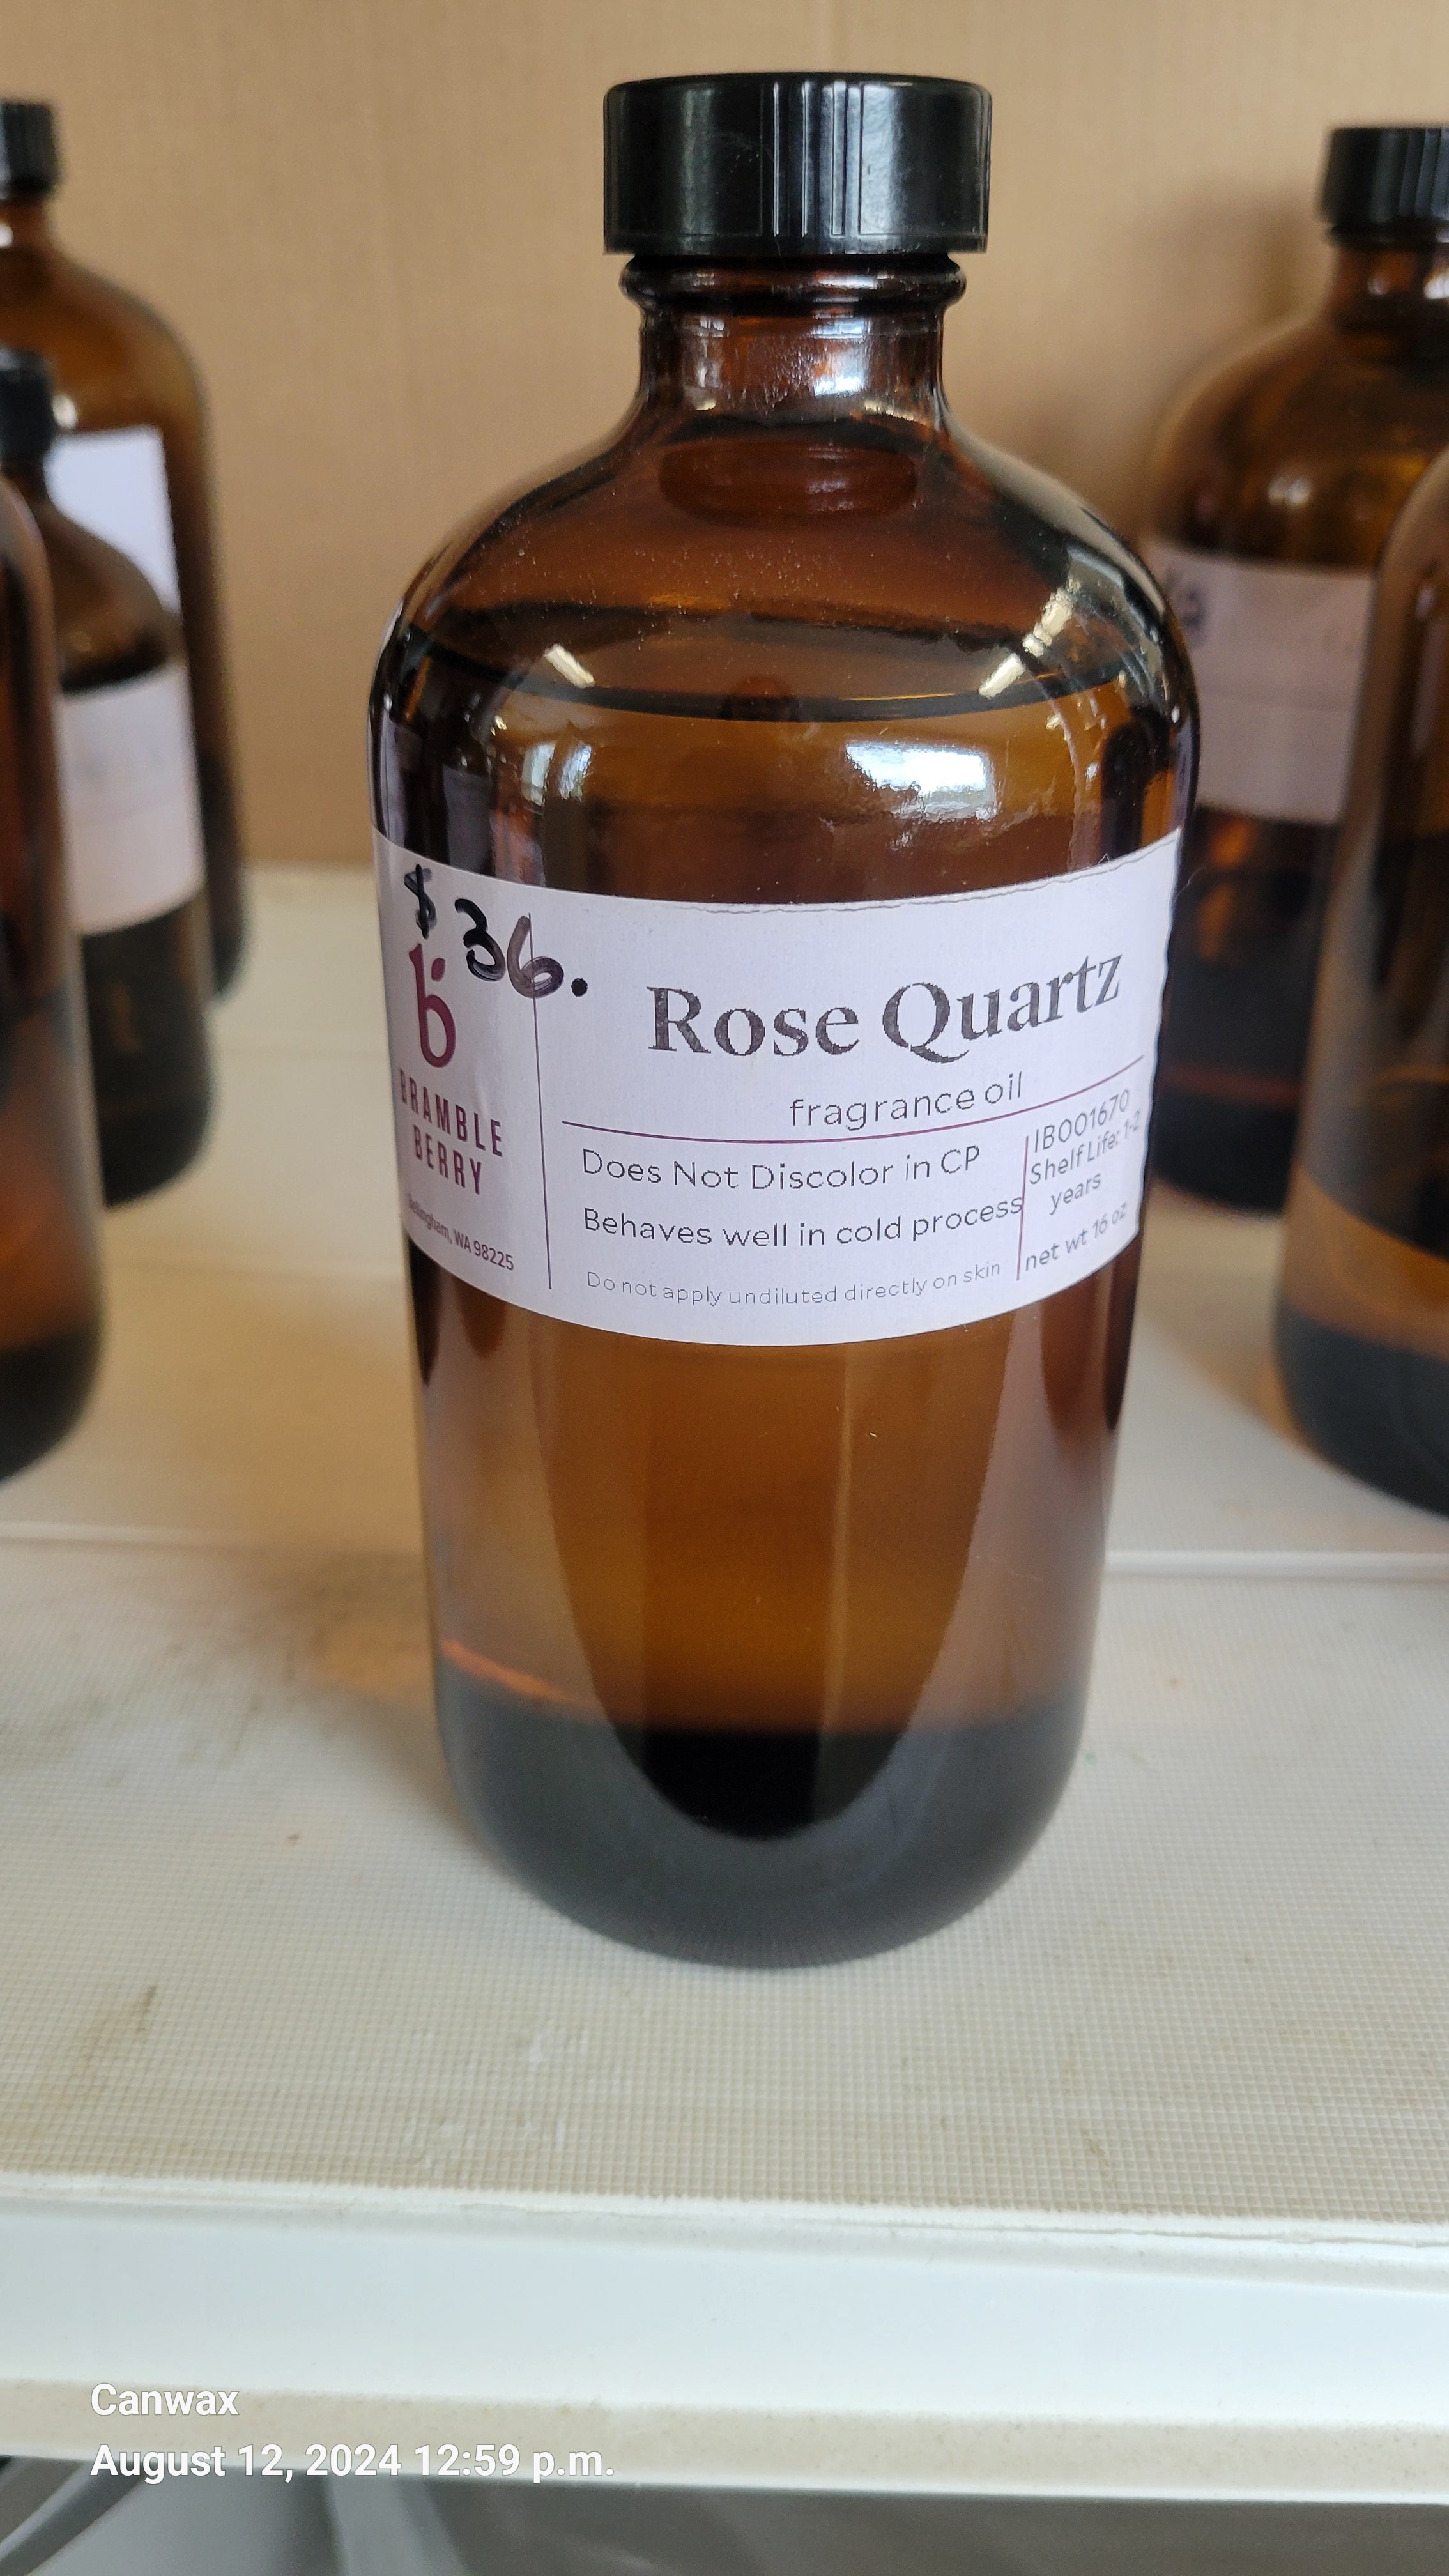 $36.
b
BRAMBLE
BERRY
Bellingham, WA 98225
Rose Quartz
fragrance oil
Does Not Discolor in CP
Behaves well in cold process
Do not apply undiluted directly on skin
IB001670
Shelf Life: 1-2
years
net wt 16 oz
Canwax
August 12, 2024 12:59 p.m.